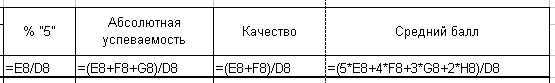 % "5"
Абсолютная
успеваемость
Качество
Средний балл
=E8/D8
=(E8+F8+G8)/D8
=(E8+F8)/D8
=(5*E8+4*F8+3*G8+2*H8)/D8